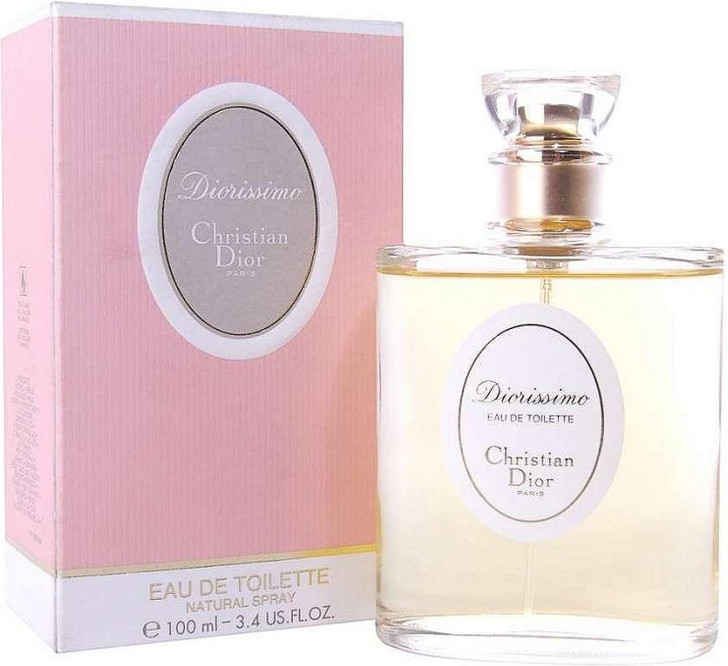 Diorissimo
Christian
Dior
PARIS
EAU DE TOILETTE
NATURAL SPRAY
e 100 ml – 3.4 US.FL.OZ.
Diorissimo
EAU DE TOILETTE
Christian
Dior
PARIS